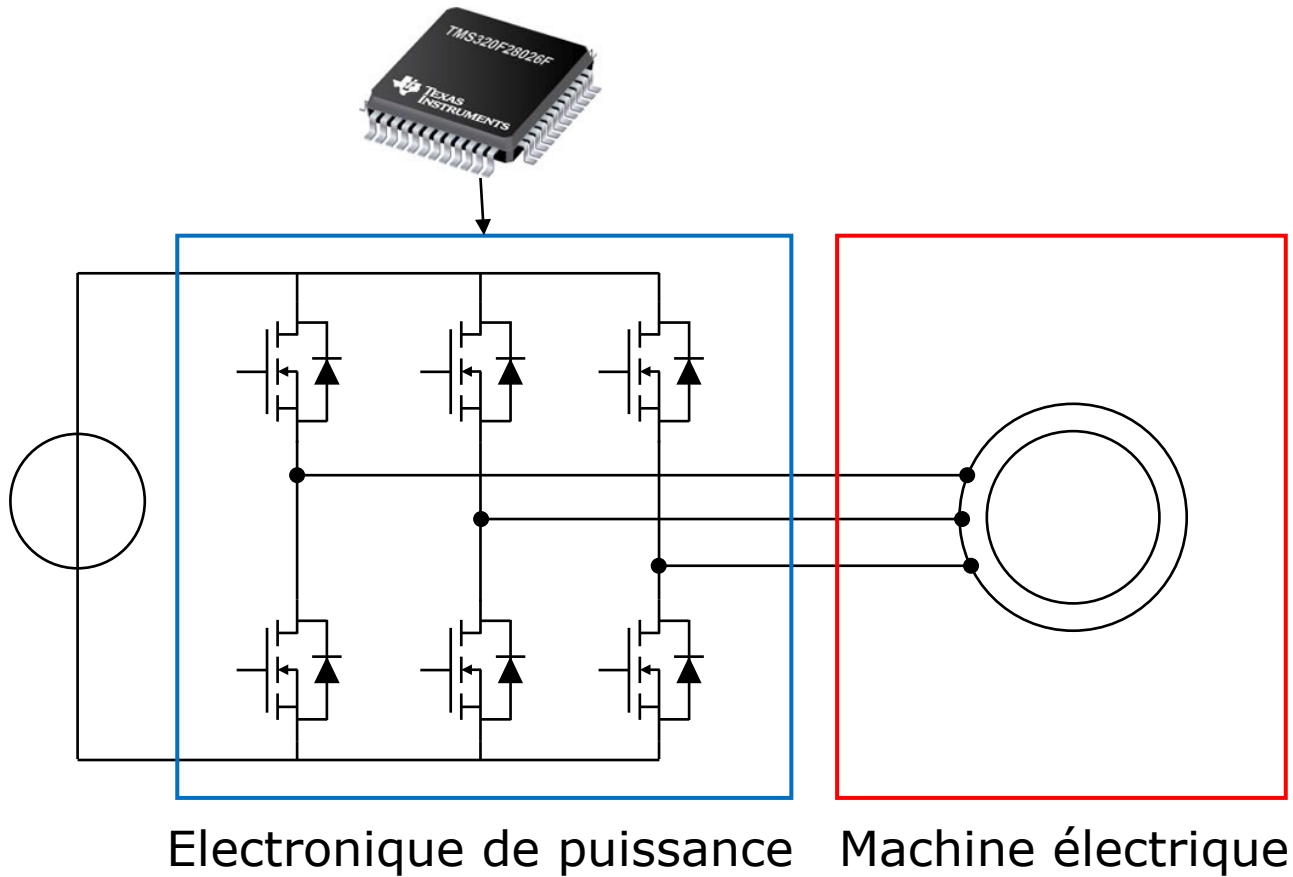 TMS320F28026F
TEXAS
INSTRUMENTS
Electronique de puissance
Machine électrique